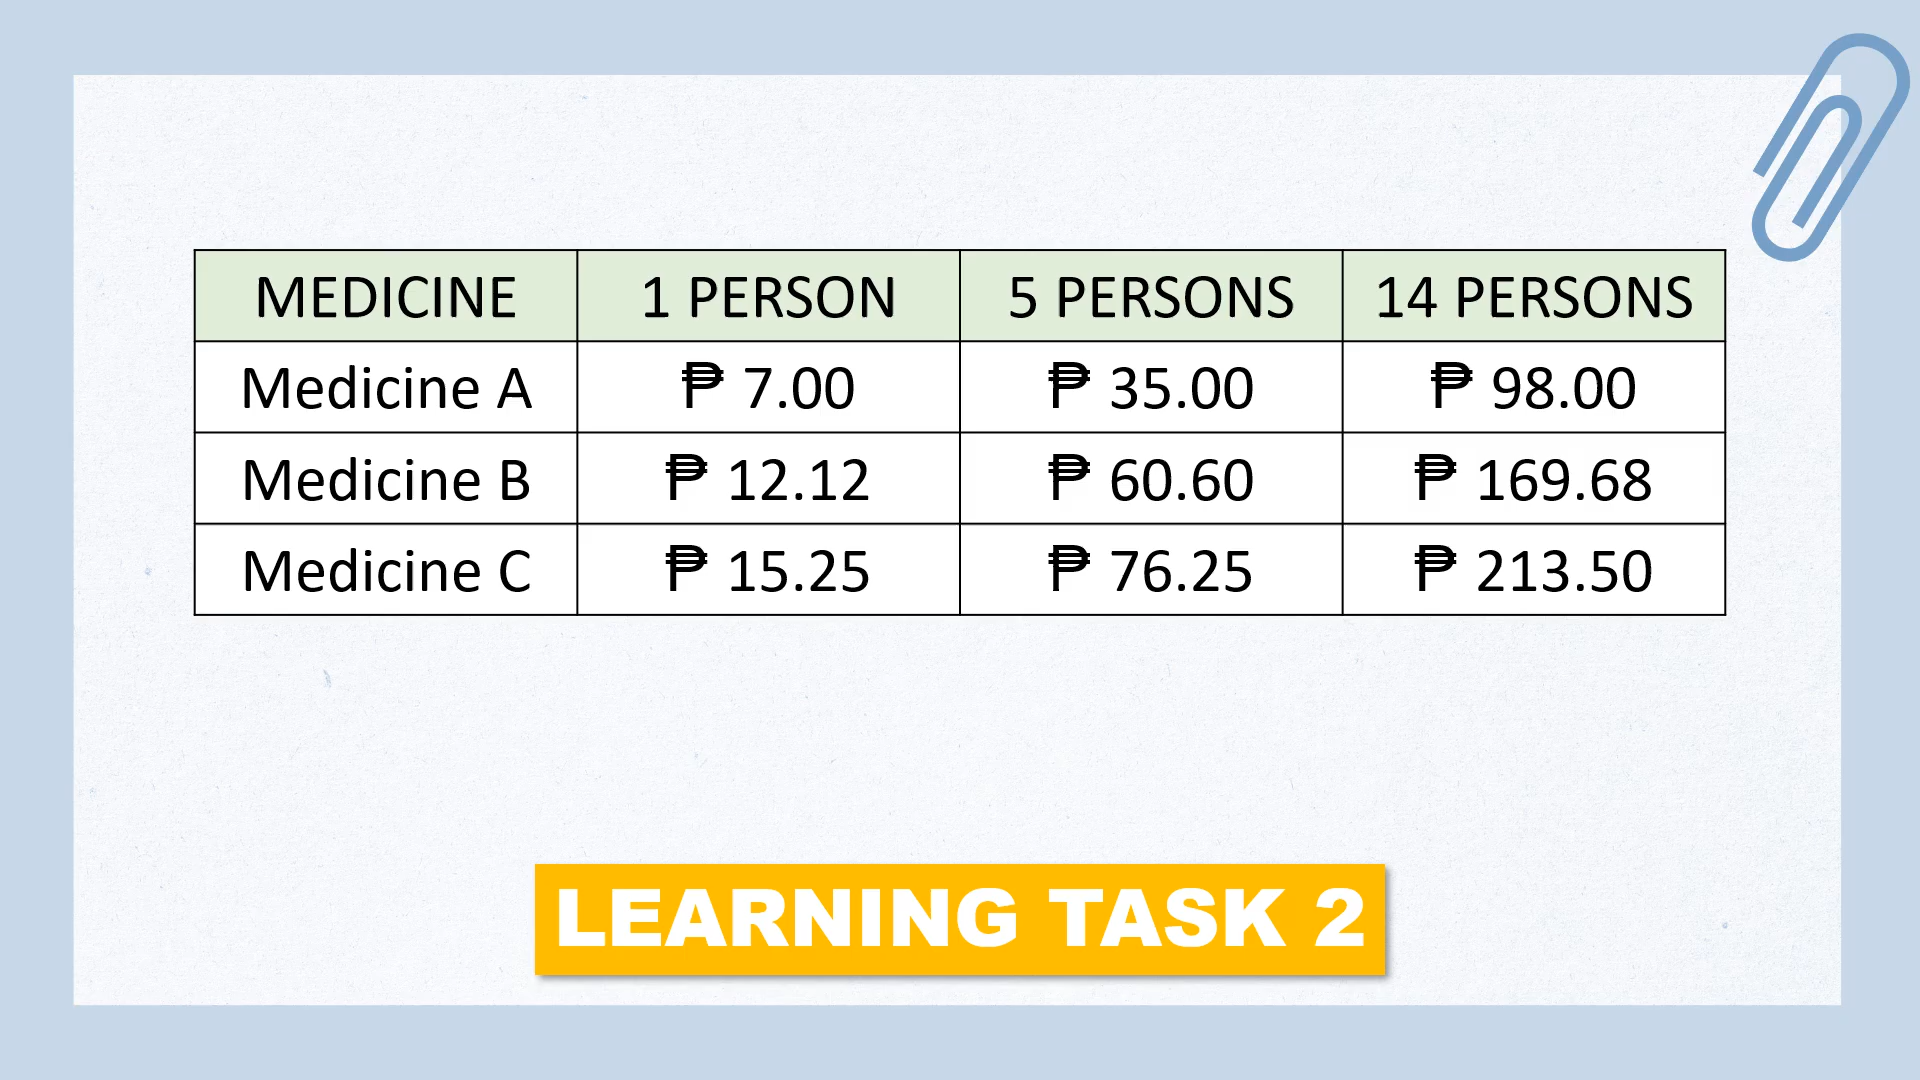 MEDICINE 1 PERSON 5 PERSONS 14 PERSONS
Medicine A ₱ 7.00 ₱ 35.00 ₱ 98.00
Medicine B ₱ 12.12 ₱ 60.60 ₱ 169.68
Medicine C ₱ 15.25 ₱ 76.25 ₱ 213.50
LEARNING TASK 2